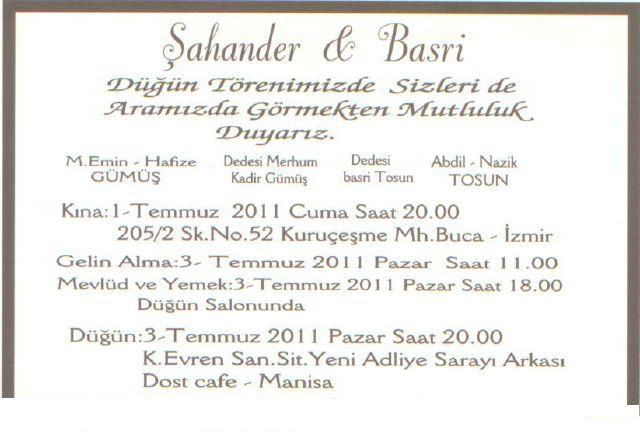 Şahander & Basri
Düğün Törenimizde Sizleri de
Aramızda Görmekten Mutluluk
Duyarız.
M.Emin - Hafize Dedesi Merhum Dedesi Abdil - Nazik
GÜMÜŞ Kadir Gümüş basri Tosun TOSUN
Kına:1-Temmuz 2011 Cuma Saat 20.00
205/2 Sk.No.52 Kuruçeşme Mh.Buca - İzmir
Gelin Alma:3- Temmuz 2011 Pazar Saat 11.00
Mevlüd ve Yemek:3-Temmuz 2011 Pazar Saat 18.00
Düğün Salonunda
Düğün:3-Temmuz 2011 Pazar Saat 20.00
K.Evren San.Sit.Yeni Adliye Sarayı Arkası
Dost cafe - Manisa